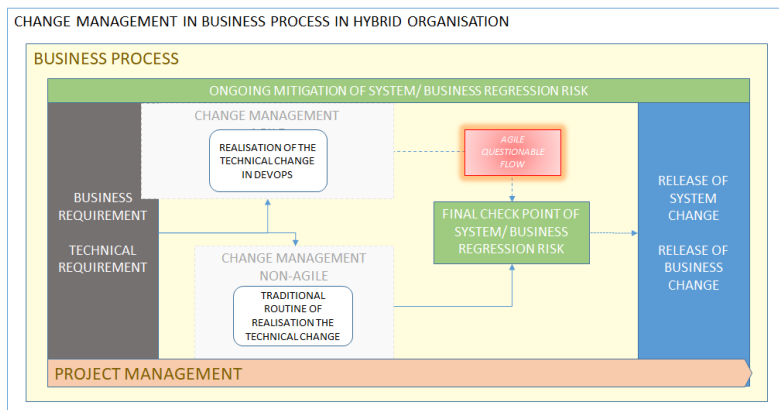 CHANGE MANAGEMENT IN BUSINESS PROCESS IN HYBRID ORGANISATION
BUSINESS PROCESS
ONGOING MITIGATION OF SYSTEM/ BUSINESS REGRESSION RISK
CHANGE MANAGEMENT
REALISATION OF THE
TECHNICAL CHANGE
IN DEVOPS
AGILE
QUESTIONABLE
FLOW
BUSINESS
REQUIREMENT
TECHNICAL
REQUIREMENT
FINAL CHECK POINT OF
SYSTEM/ BUSINESS
REGRESSION RISK
RELEASE OF
SYSTEM
CHANGE
RELEASE OF
BUSINESS
CHANGE
CHANGE MANAGEMENT
NON-AGILE
TRADITIONAL
ROUTINE OF
REALISATION THE
TECHNICAL CHANGE
PROJECT MANAGEMENT